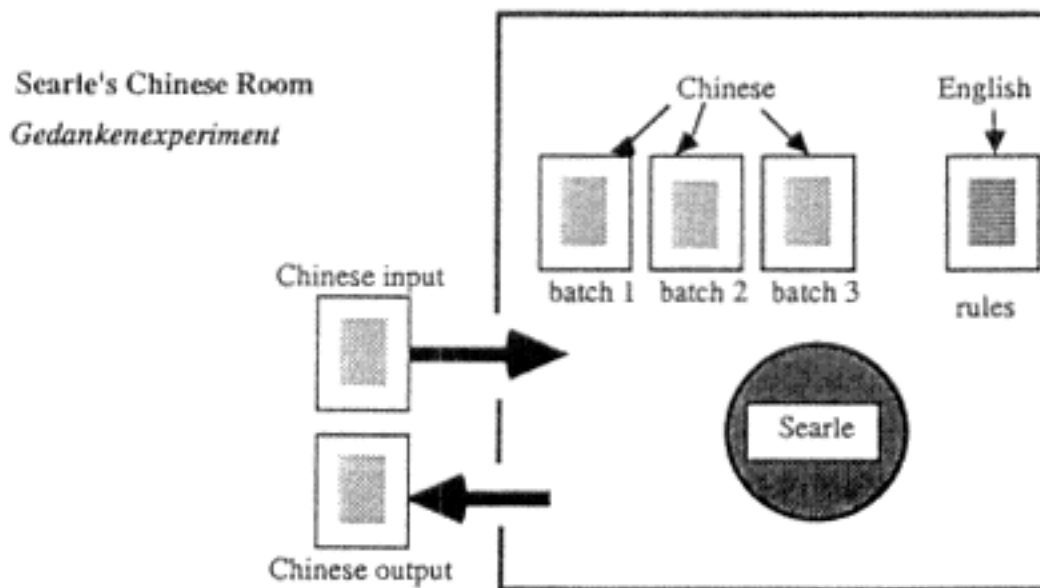 Searle's Chinese Room
Gedankenexperiment
Chinese
English
batch 1
batch 2
batch 3
rules
Chinese input
Searle
Chinese output